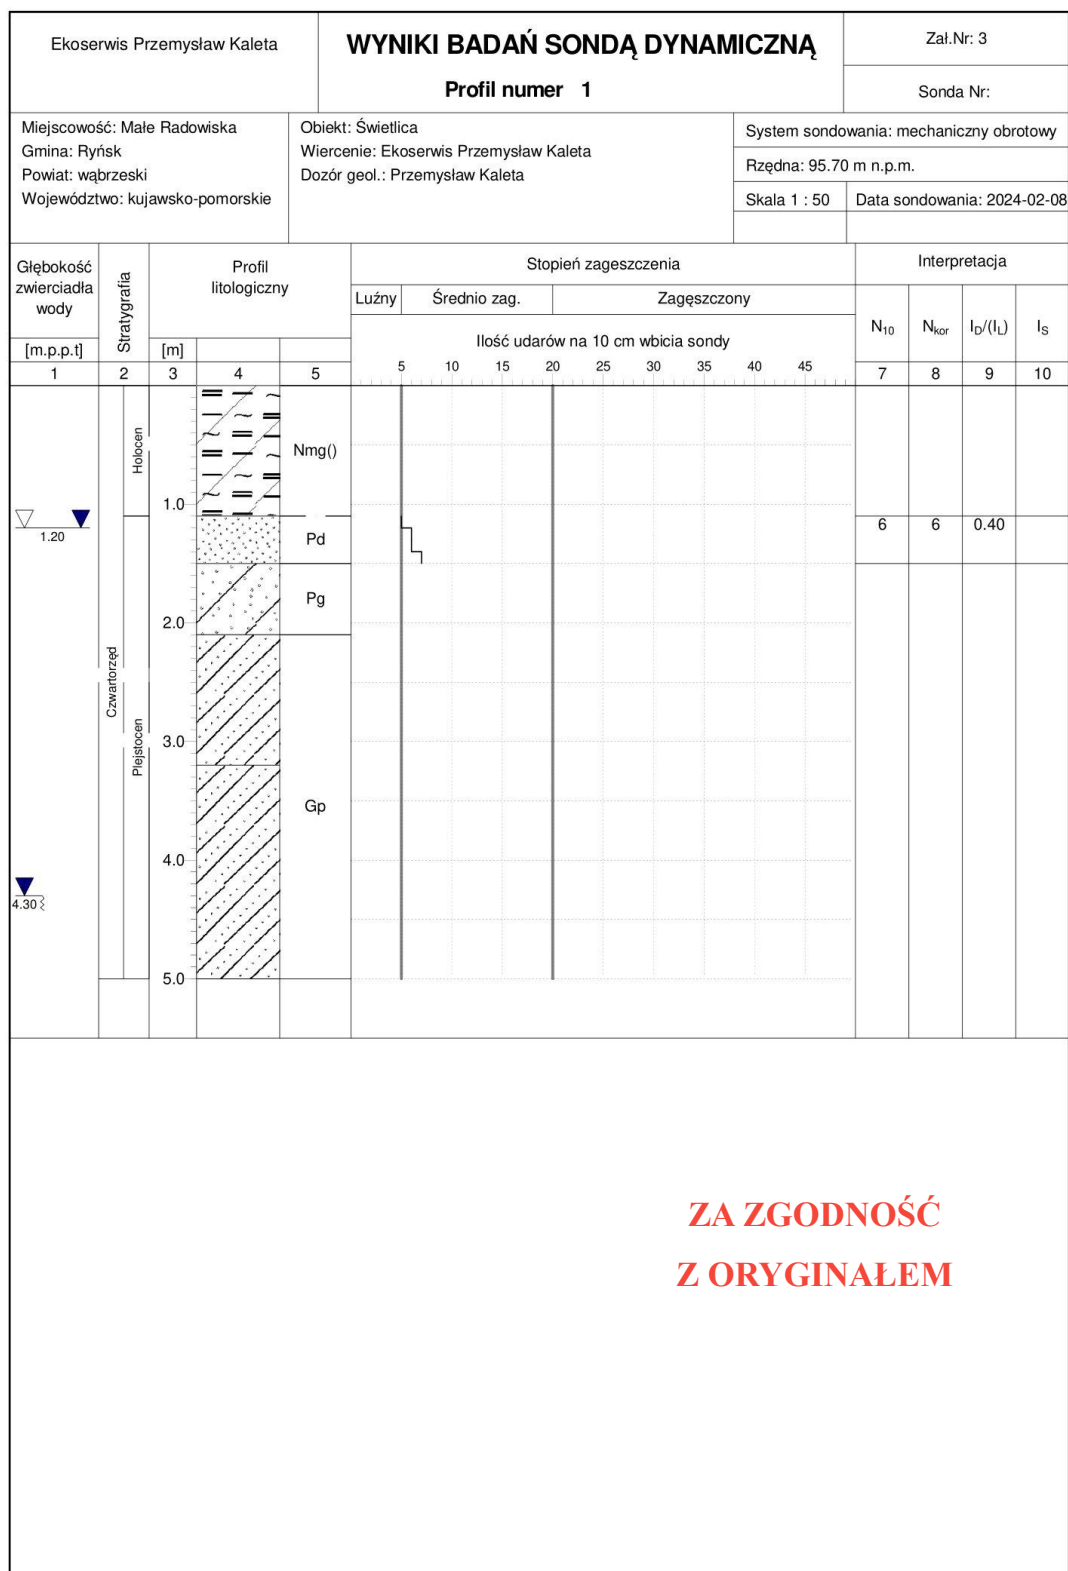 Ekoserwis Przemysław Kaleta
WYNIKI BADAŃ SONDĄ DYNAMICZNĄ
Profil numer 1
Zał.Nr: 3
Sonda Nr:
Miejscowość: Małe Radowiska
Gmina: Ryńsk
Powiat: wąbrzeski
Województwo: kujawsko-pomorskie
Obiekt: Świetlica
Wiercenie: Ekoserwis Przemysław Kaleta
Dozór geol.: Przemysław Kaleta
System sondowania: mechaniczny obrotowy
Rzędna: 95.70 m n.p.m.
Skala 1 : 50
Data sondowania: 2024-02-08
Głębokość
zwierciadła
wody
[m.p.p.t]
Stratygrafia
Profil
litologiczny
[m]
Stopień zageszczenia
Luźny
Średnio zag.
Zagęszczony
Ilość udarów na 10 cm wbicia sondy
5 10 15 20 25 30 35 40 45
Interpretacja
N10
Nkor
ID/(IL)
IS
1 2 3 4 5 7 8 9 10
Holocen
Nmg()
1.0
1.20
Pd
6 6 0.40
Pg
2.0
Czwartorzęd
Plejstocen
3.0
Gp
4.0
4.30
5.0
ZA ZGODNOŚĆ
Z ORYGINAŁEM